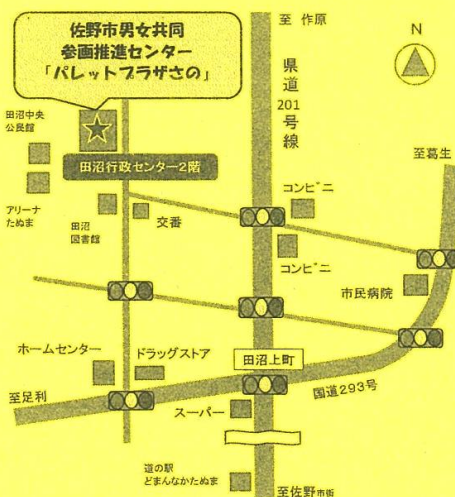 佐野市男女共同
参画推進センター
「パレットプラザさの」
至 作原
N
県道
201
号線
田沼中央
公民館
田沼行政センター2階
至葛生
アリーナ
たぬま
田沼
図書館
交番
コンビニ
コンビニ
市民病院
ホームセンター
ドラッグストア
田沼上町
国道293号
至足利
スーパー
道の駅
どまんなかたぬま
至佐野市街